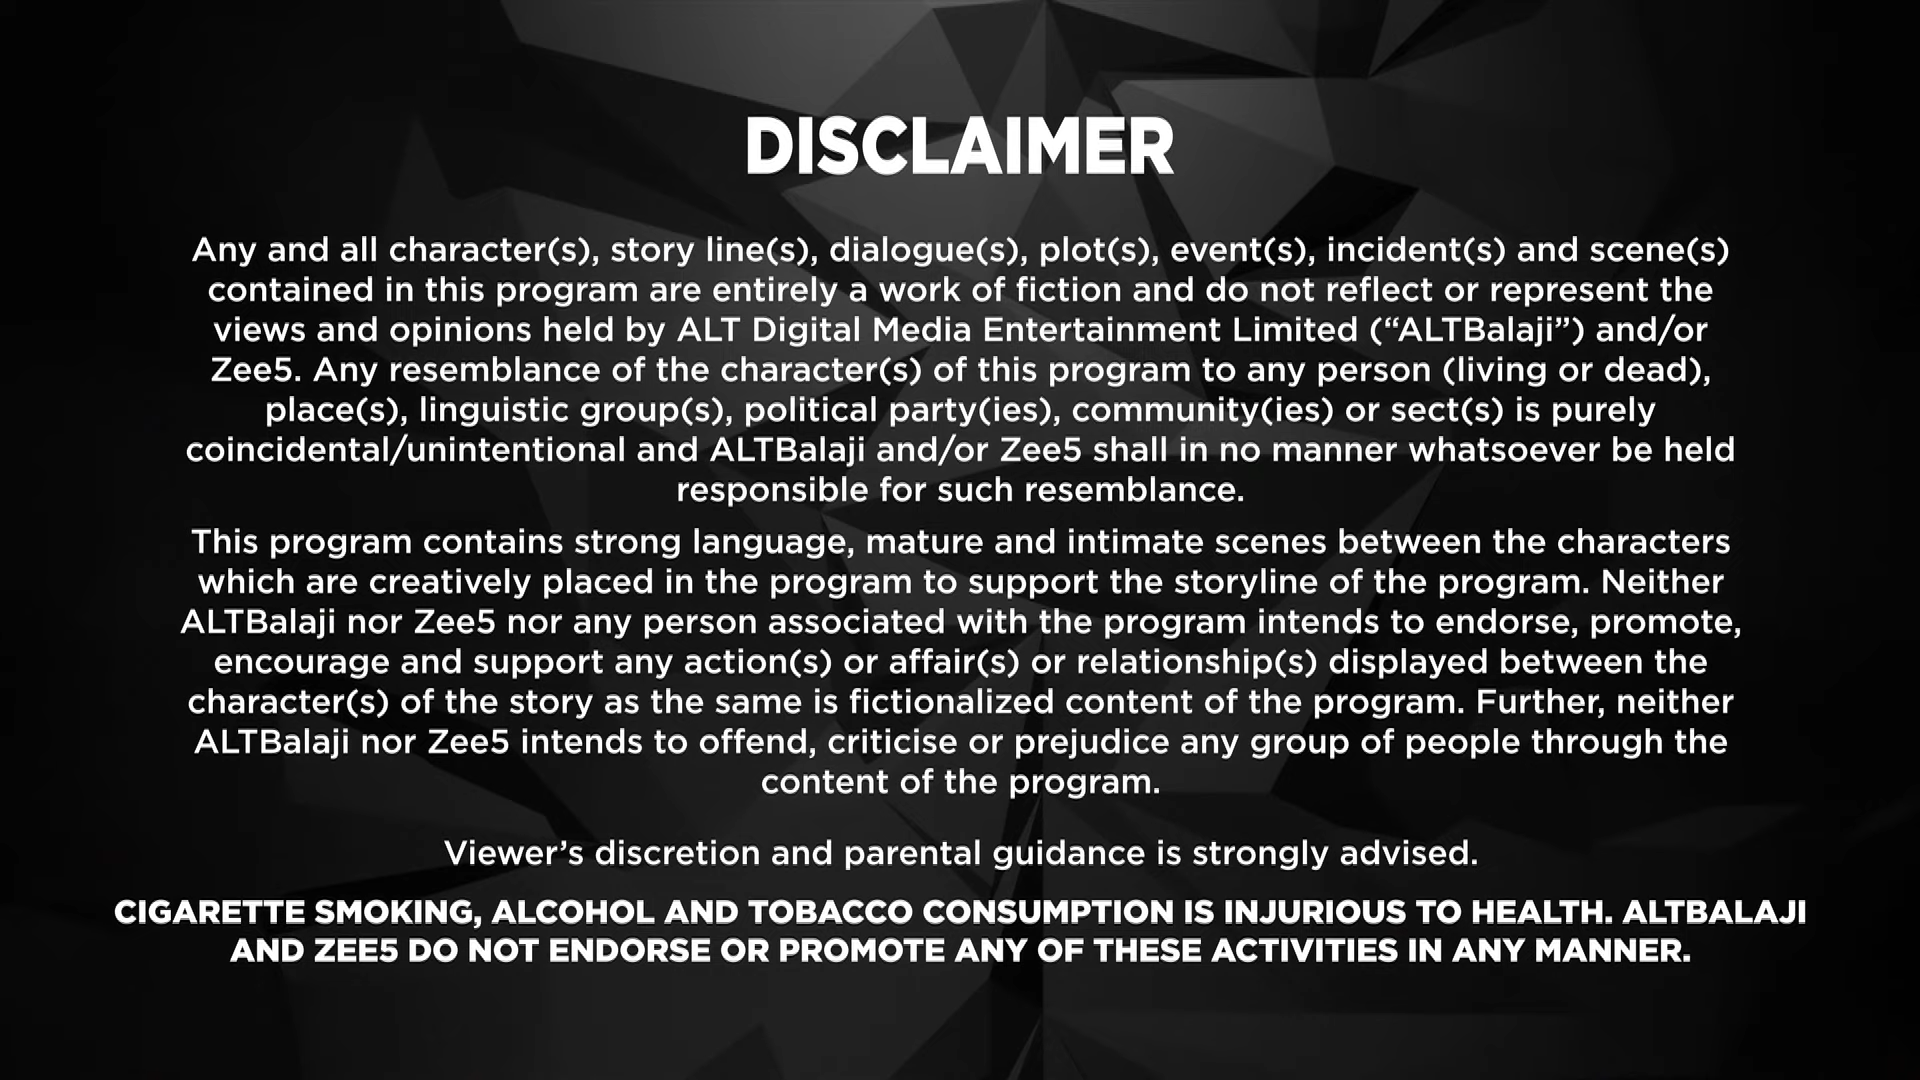 DISCLAIMER
Any and all character(s), story line(s), dialogue(s), plot(s), event(s), incident(s) and scene(s)
contained in this program are entirely a work of fiction and do not reflect or represent the
views and opinions held by ALT Digital Media Entertainment Limited (“ALTBalaji”) and/or
Zee5. Any resemblance of the character(s) of this program to any person (living or dead),
place(s), linguistic group(s), political party(ies), community(ies) or sect(s) is purely
coincidental/unintentional and ALTBalaji and/or Zee5 shall in no manner whatsoever be held
responsible for such resemblance.
This program contains strong language, mature and intimate scenes between the characters
which are creatively placed in the program to support the storyline of the program. Neither
ALTBalaji nor Zee5 nor any person associated with the program intends to endorse, promote,
encourage and support any action(s) or affair(s) or relationship(s) displayed between the
character(s) of the story as the same is fictionalized content of the program. Further, neither
ALTBalaji nor Zee5 intends to offend, criticise or prejudice any group of people through the
content of the program.
Viewer’s discretion and parental guidance is strongly advised.
CIGARETTE SMOKING, ALCOHOL AND TOBACCO CONSUMPTION IS INJURIOUS TO HEALTH. ALTBALAJI
AND ZEE5 DO NOT ENDORSE OR PROMOTE ANY OF THESE ACTIVITIES IN ANY MANNER.